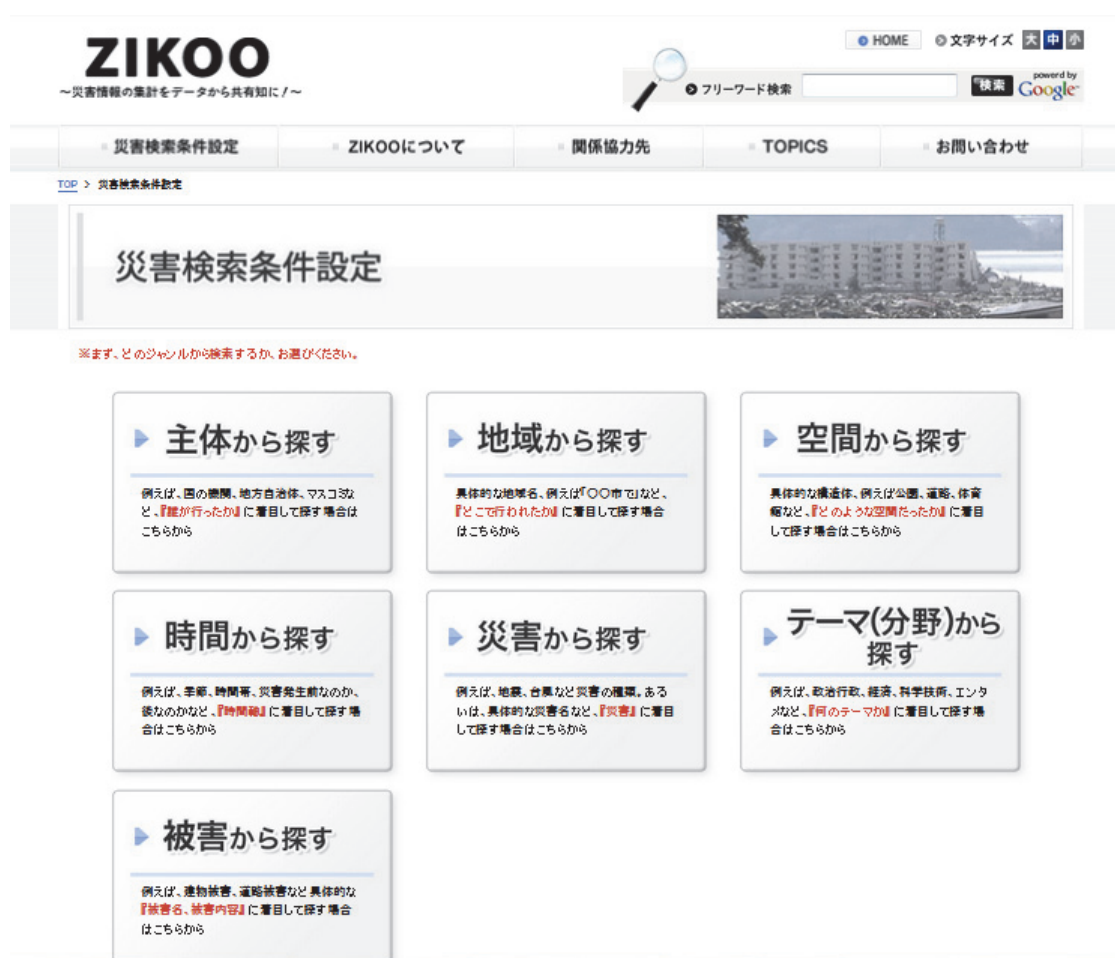 ZIKOO
～災害情報の集計をデータから共有知に!～
HOME
文字サイズ 大 中 小
フリーワード検索
検索
powerd by
Google
災害検索条件設定
ZIKOOについて
関係協力先
TOPICS
お問い合わせ
TOP > 災害検索条件設定
災害検索条件設定
※まず、どのジャンルから検索するか、お選びください。
主体から探す
例えば、国の機関、地方自治体、マスコミな
ど、『誰が行ったか』に着目して探す場合は
こちらから
地域から探す
具体的な地域名、例えば「〇〇市で」など、
『どこで行われたか』に着目して探す場合
はこちらから
空間から探す
具体的な構造体、例えば公園、道路、体育
館など、『どのような空間だったか』に着目
して探す場合はこちらから
時間から探す
例えば、季節、時間帯、災害発生前なのか、
後なのかなど、『時間軸』に着目して探す場
合はこちらから
災害から探す
例えば、地震、台風など災害の種類。ある
いは、具体的な災害名など、『災害』に着目
して探す場合はこちらから
テーマ(分野)から
探す
例えば、政治行政、経済、科学技術、エンタ
メなど、『何のテーマか』に着目して探す場
合はこちらから
被害から探す
例えば、建物被害、道路被害など具体的な
『被害名、被害内容』に着目して探す場合
はこちらから